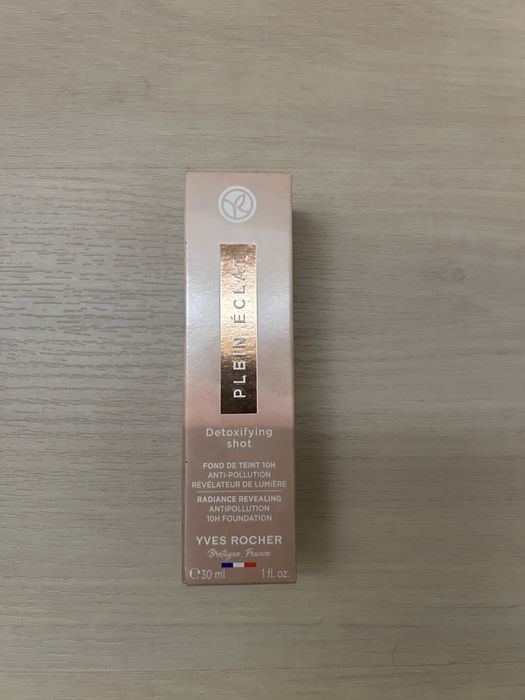 PLEIN ÉCLAT
Detoxifying
shot
FOND DE TEINT 10H
ANTI-POLLUTION
RÉVÉLATEUR DE LUMIÈRE
RADIANCE REVEALING
ANTIPOLLUTION
10H FOUNDATION
YVES ROCHER
Bretagne, France
℮30 ml 1 fl. oz.